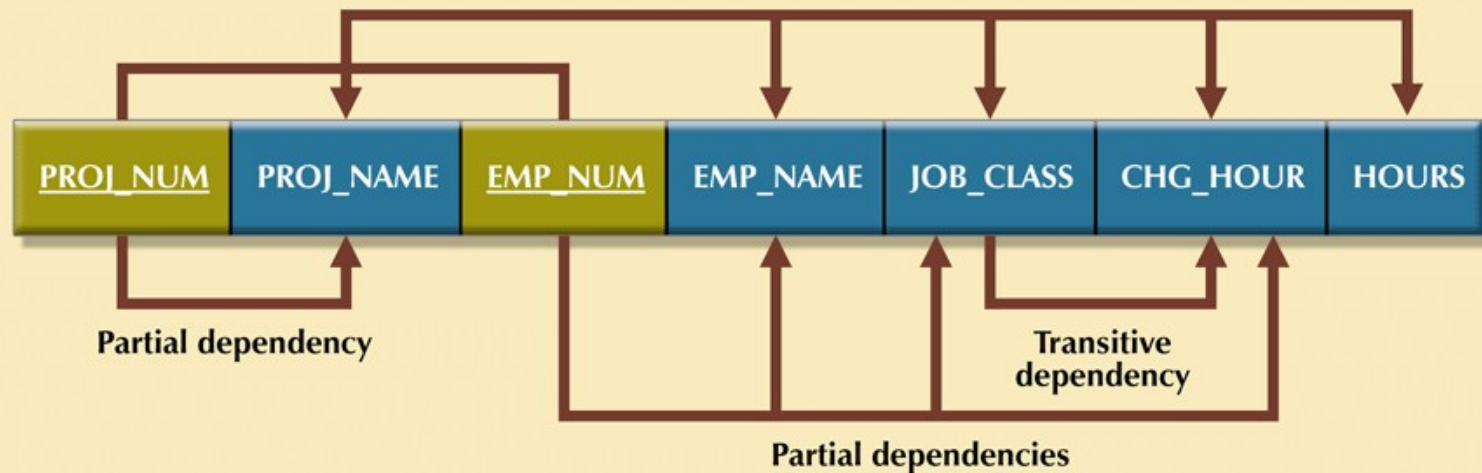 PROJ_NUM PROJ_NAME EMP_NUM EMP_NAME JOB_CLASS CHG_HOUR HOURS
Partial dependency
Transitive
dependency
Partial dependencies